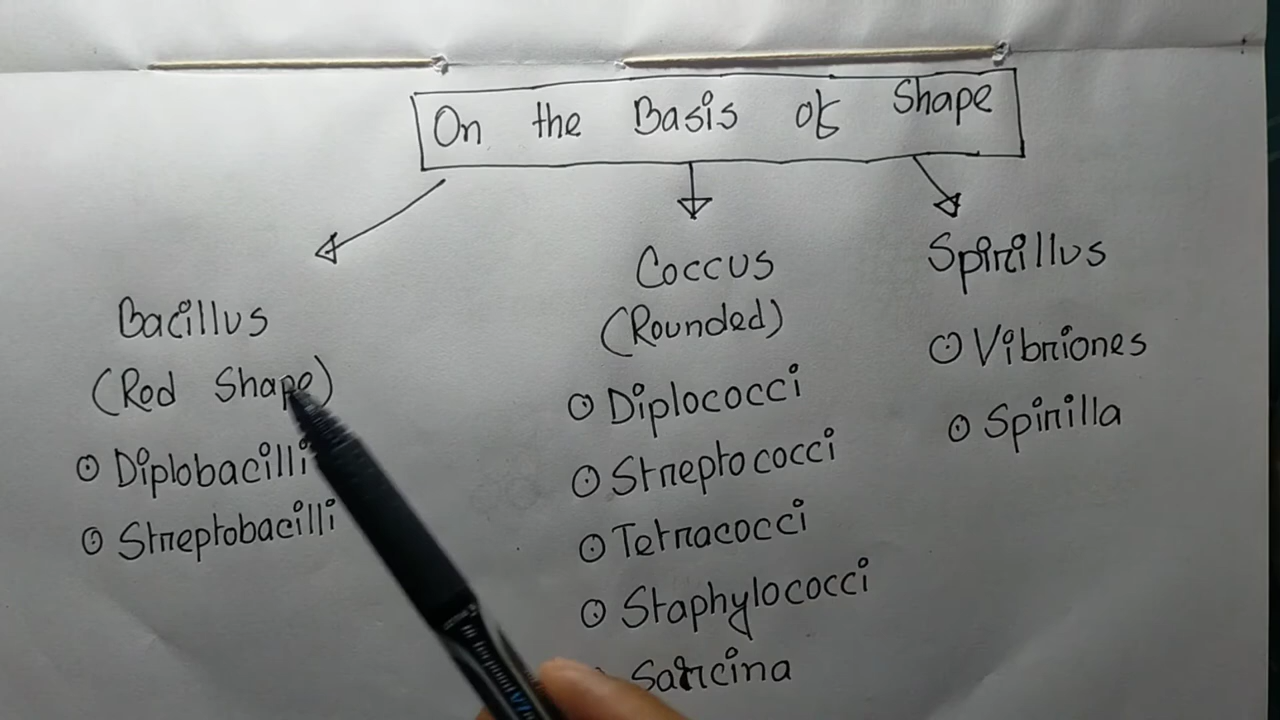 On the Basis of Shape
Bacillus
(Rod Shape)
⊙ Diplobacilli
⊙ Streptobacilli
Coccus
(Rounded)
⊙ Diplococci
⊙ Streptococci
⊙ Tetracocci
⊙ Staphylococci
Sarcina
Spirillus
⊙ Vibriones
⊙ Spirilla